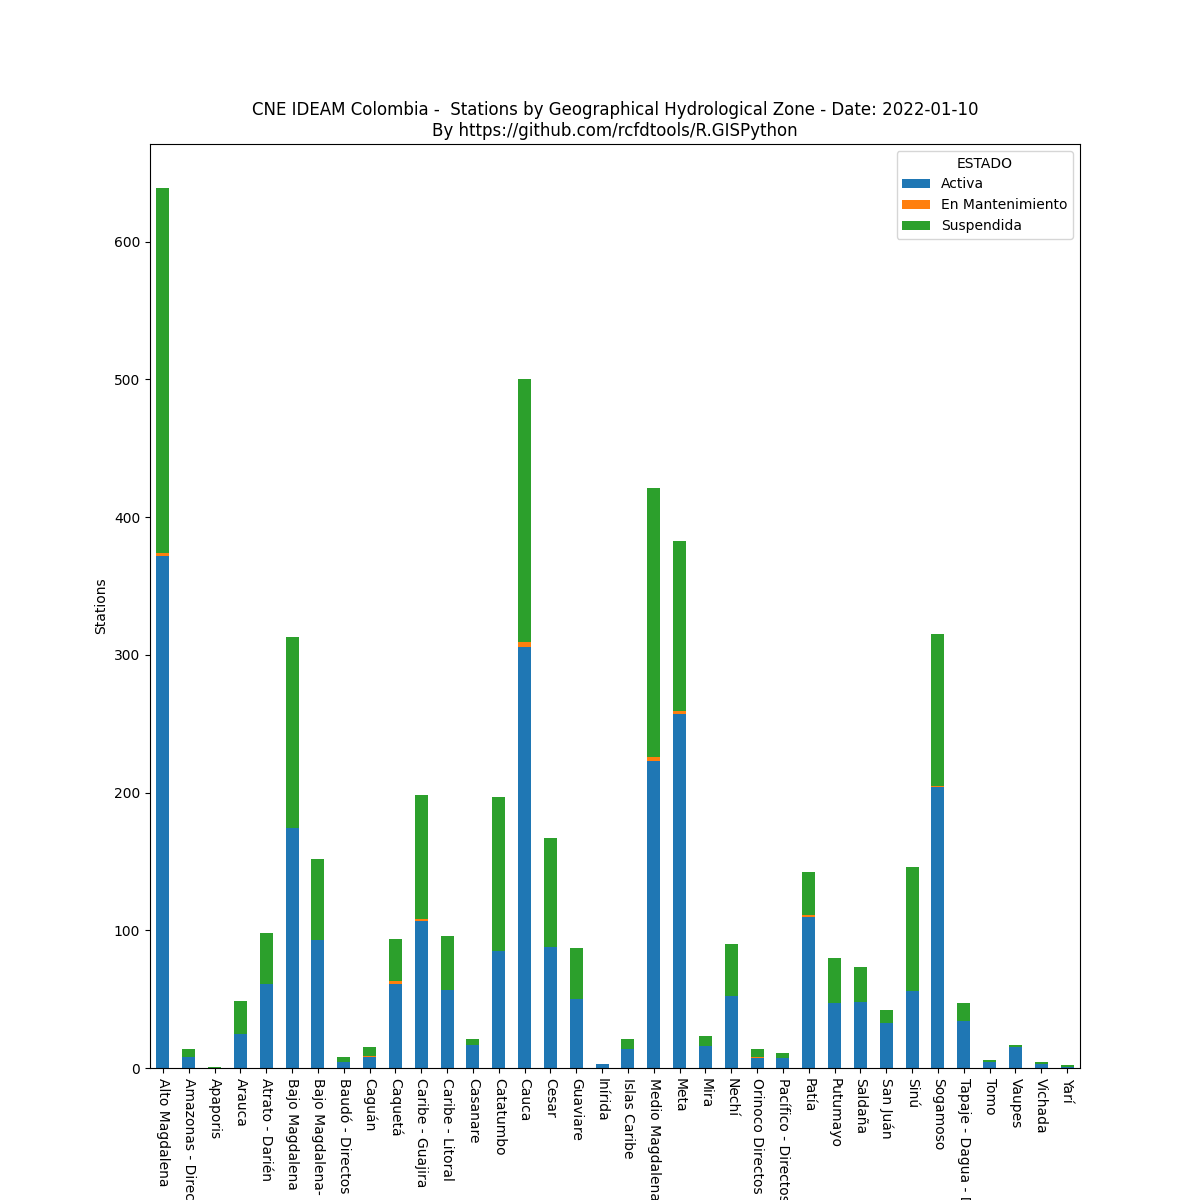 CNE IDEAM Colombia -  Stations by Geographical Hydrological Zone - Date: 2022-01-10
By https://github.com/rcfdtools/R.GISPython
ESTADO
Activa
En Mantenimiento
Suspendida
600
500
400
300
200
100
0
Stations
Alto Magdalena
Amazonas - Direc
Apaporis
Arauca
Atrato - Darién
Bajo Magdalena
Bajo Magdalena-
Baudó - Directos
Caguán
Caquetá
Caribe - Guajira
Caribe - Litoral
Casanare
Catatumbo
Cauca
Cesar
Guaviare
Inírida
Islas Caribe
Medio Magdalena
Meta
Mira
Nechí
Orinoco Directos
Pacífico - Directos
Patía
Putumayo
Saldaña
San Juán
Sinú
Sogamoso
Tapaje - Dagua -
Tomo
Vaupes
Vichada
Yarí